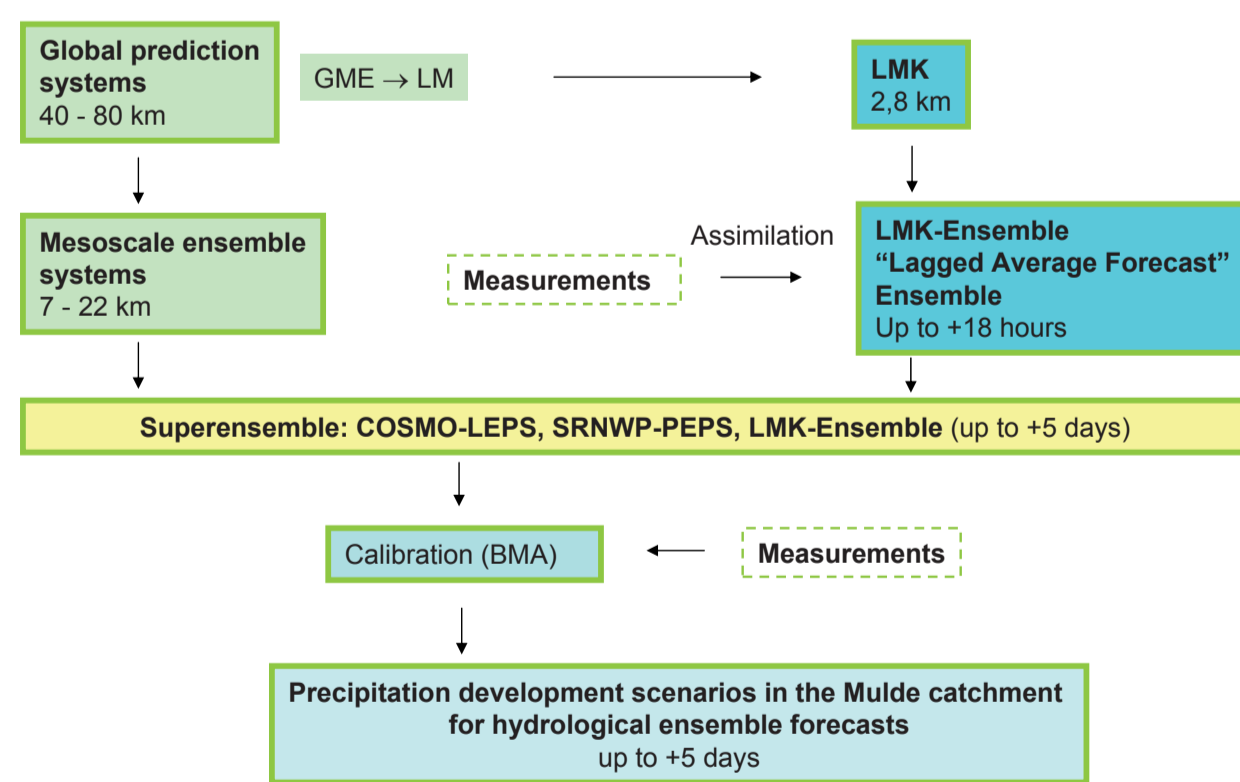 Global prediction
systems
40 - 80 km
GME → LM
LMK
2,8 km
Mesoscale ensemble
systems
7 - 22 km
Measurements
Assimilation
LMK-Ensemble
“Lagged Average Forecast”
Ensemble
Up to +18 hours
Superensemble: COSMO-LEPS, SRNWP-PEPS, LMK-Ensemble (up to +5 days)
Calibration (BMA)
Measurements
Precipitation development scenarios in the Mulde catchment
for hydrological ensemble forecasts
up to +5 days